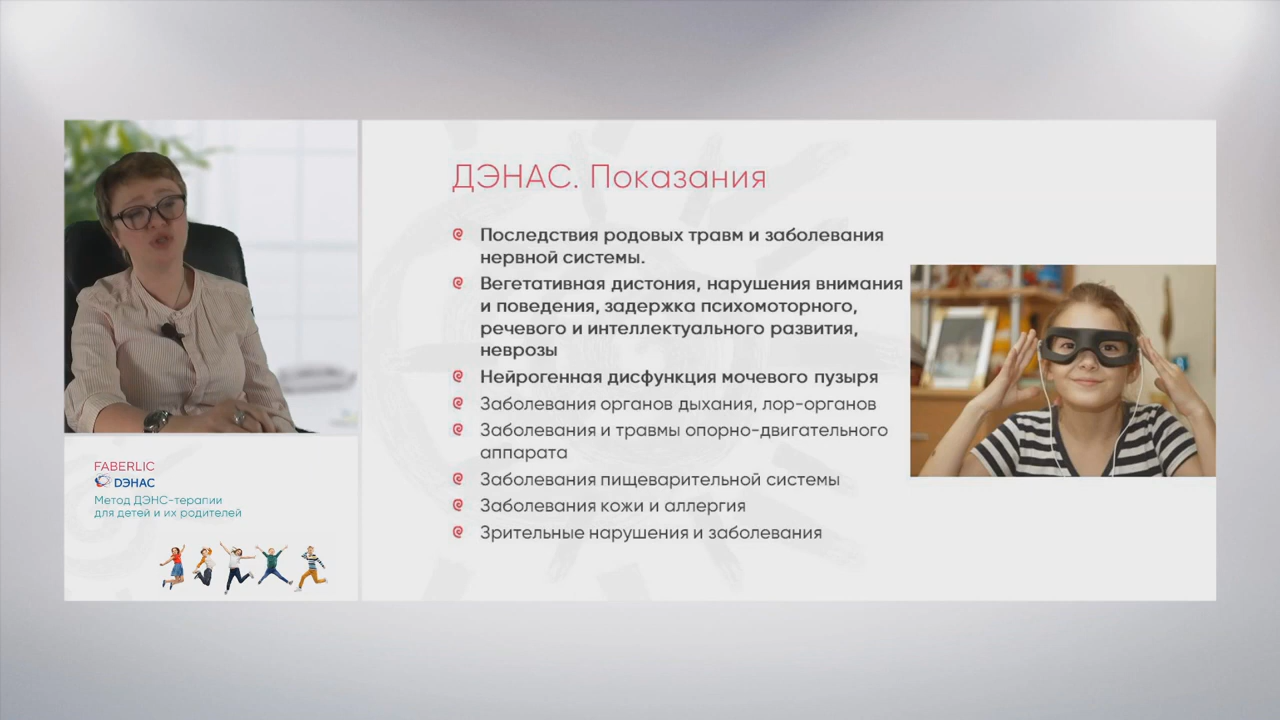 ДЭНАС. Показания
Последствия родовых травм и заболевания
нервной системы.
Вегетативная дистония, нарушения внимания
и поведения, задержка психомоторного,
речевого и интеллектуального развития,
неврозы
Нейрогенная дисфункция мочевого пузыря
Заболевания органов дыхания, лор-органов
Заболевания и травмы опорно-двигательного
аппарата
Заболевания пищеварительной системы
Заболевания кожи и аллергия
Зрительные нарушения и заболевания
FABERLIC
DЭНАС
Метод ДЭНС-терапии
для детей и их родителей